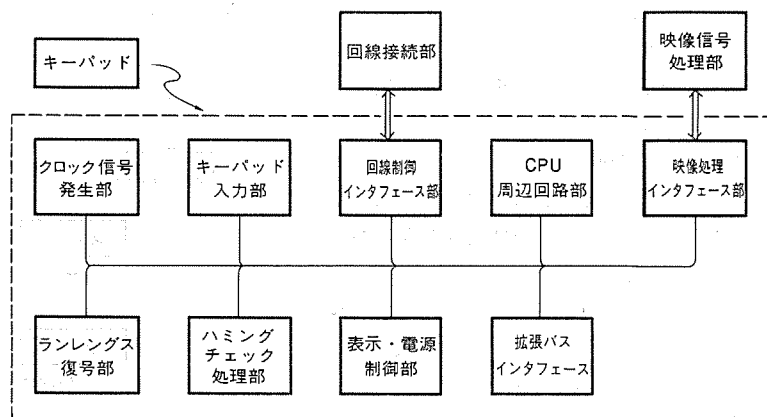 キーパッド
回線接続部
映像信号
処理部
クロック信号
発生部
キーパッド
入力部
回線制御
インタフェース部
CPU
周辺回路部
映像処理
インタフェース部
ランレングス
復号部
ハミング
チェック
処理部
表示・電源
制御部
拡張バス
インタフェース